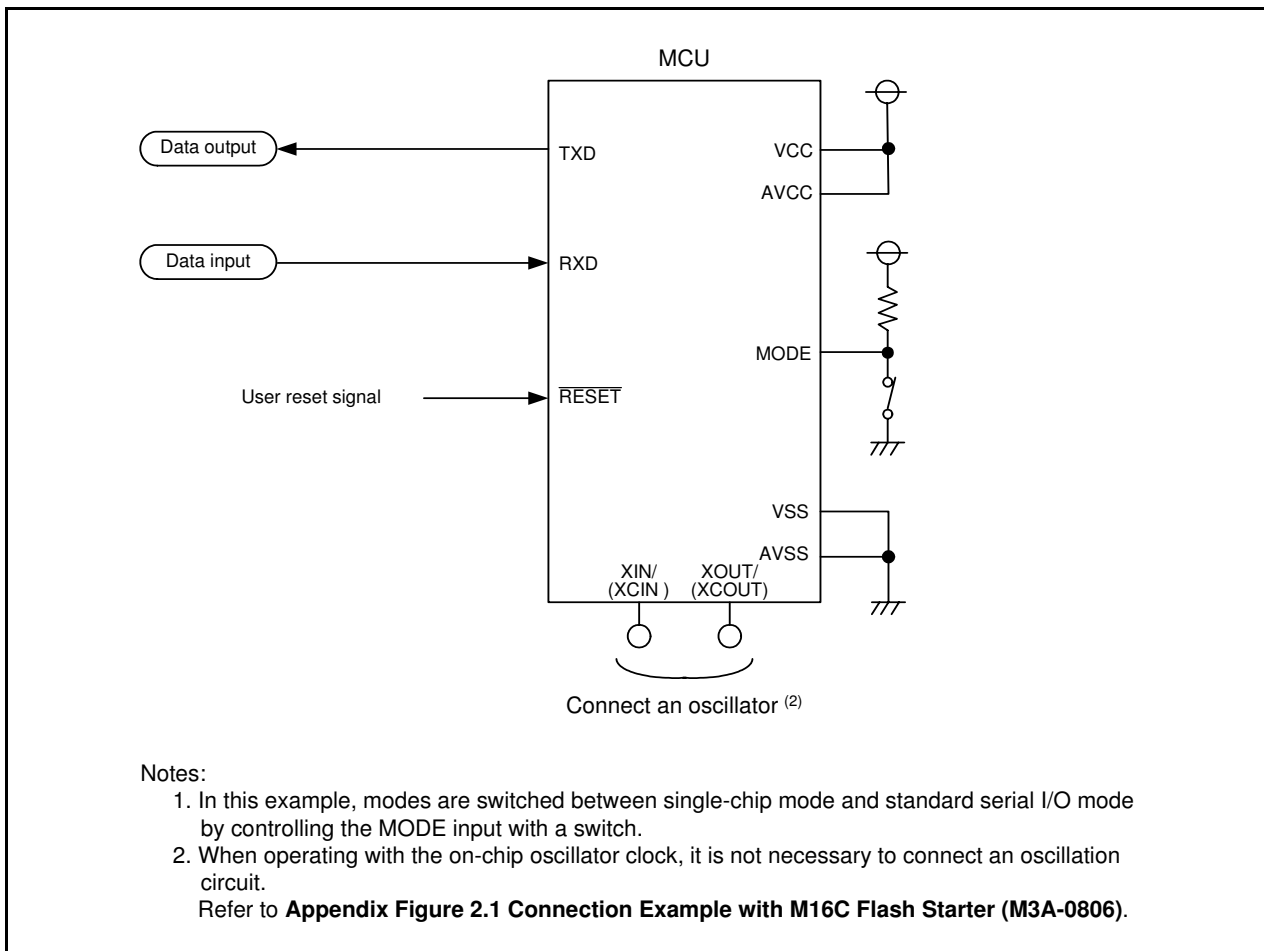 MCU
Data output
TXD
VCC
AVCC
Data input
RXD
MODE
User reset signal
RESET
VSS
AVSS
XIN/
(XCIN )
XOUT/
(XCOUT)
Connect an oscillator (2)
Notes:
1. In this example, modes are switched between single-chip mode and standard serial I/O mode
by controlling the MODE input with a switch.
2. When operating with the on-chip oscillator clock, it is not necessary to connect an oscillation
circuit.
Refer to Appendix Figure 2.1 Connection Example with M16C Flash Starter (M3A-0806).